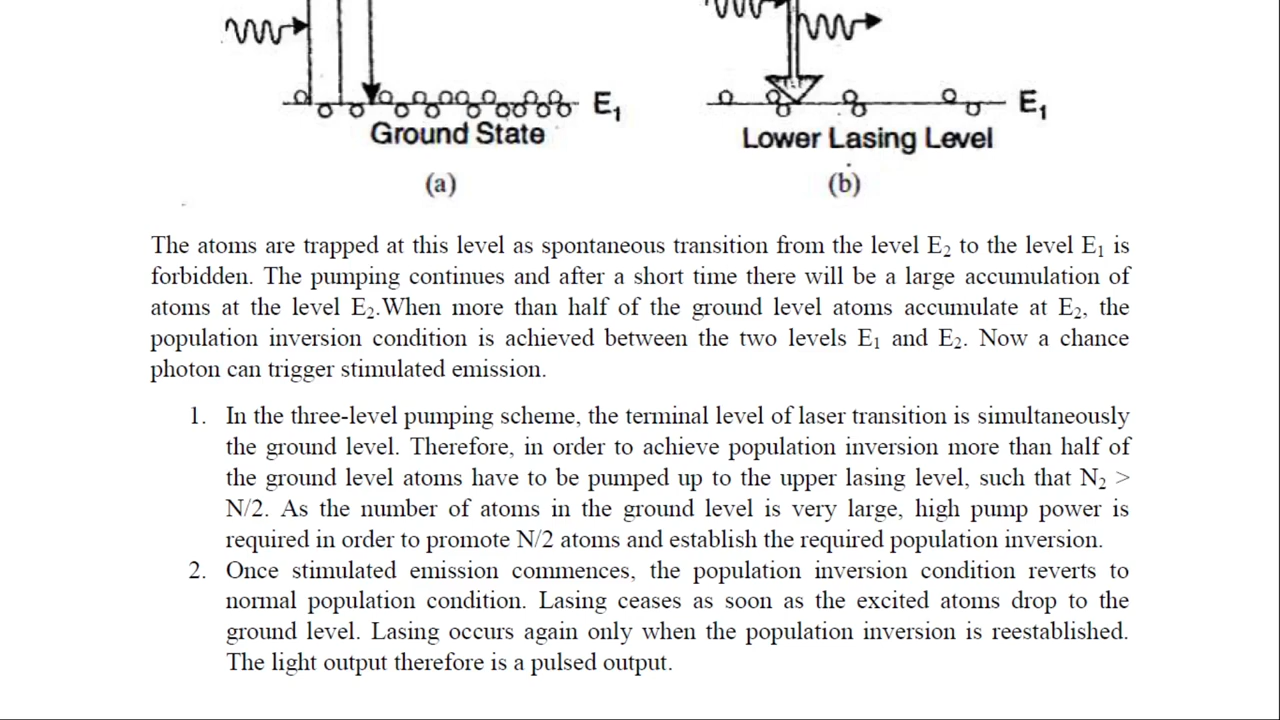 E₁
E₁
Ground State
Lower Lasing Level
(a)
(b)
The atoms are trapped at this level as spontaneous transition from the level E₂ to the level E₁ is
forbidden. The pumping continues and after a short time there will be a large accumulation of
atoms at the level E₂.When more than half of the ground level atoms accumulate at E₂, the
population inversion condition is achieved between the two levels E₁ and E₂. Now a chance
photon can trigger stimulated emission.
1. In the three-level pumping scheme, the terminal level of laser transition is simultaneously
the ground level. Therefore, in order to achieve population inversion more than half of
the ground level atoms have to be pumped up to the upper lasing level, such that N₂ >
N/2. As the number of atoms in the ground level is very large, high pump power is
required in order to promote N/2 atoms and establish the required population inversion.
2. Once stimulated emission commences, the population inversion condition reverts to
normal population condition. Lasing ceases as soon as the excited atoms drop to the
ground level. Lasing occurs again only when the population inversion is reestablished.
The light output therefore is a pulsed output.